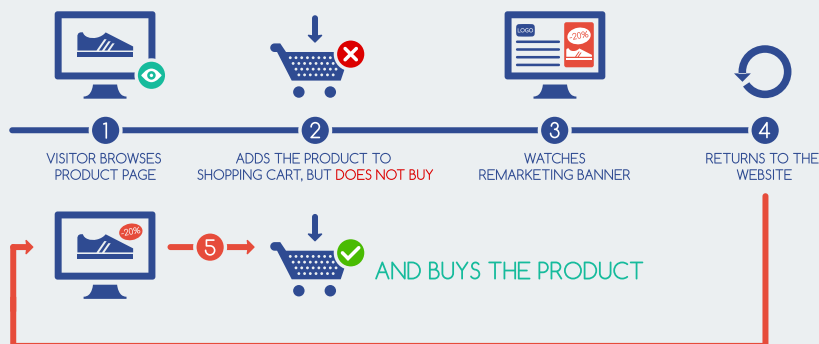 LOGO
-20%
1
2
3
4
VISITOR BROWSES
PRODUCT PAGE
ADDS THE PRODUCT TO
SHOPPING CART, BUT DOES NOT BUY
WATCHES
REMARKETING BANNER
RETURNS TO THE
WEBSITE
-20%
5
AND BUYS THE PRODUCT